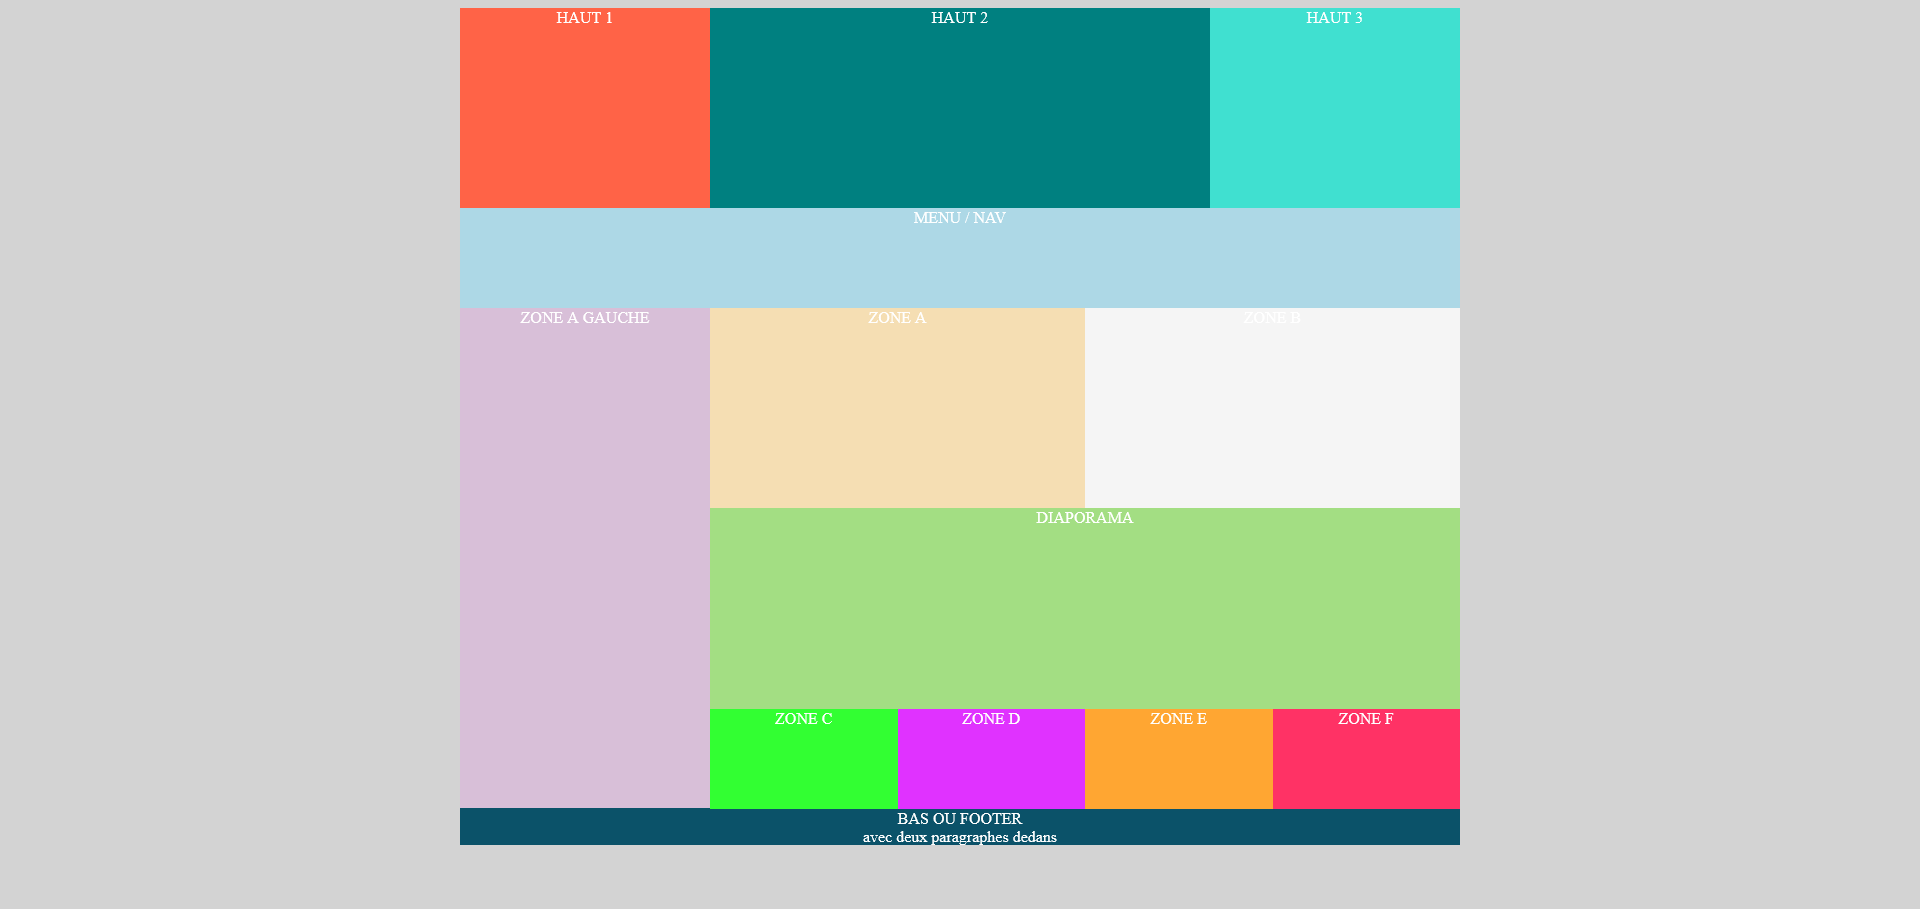 HAUT 1
HAUT 2
HAUT 3
MENU / NAV
ZONE A GAUCHE
ZONE A
ZONE B
DIAPORAMA
ZONE C
ZONE D
ZONE E
ZONE F
BAS OU FOOTER
avec deux paragraphes dedans